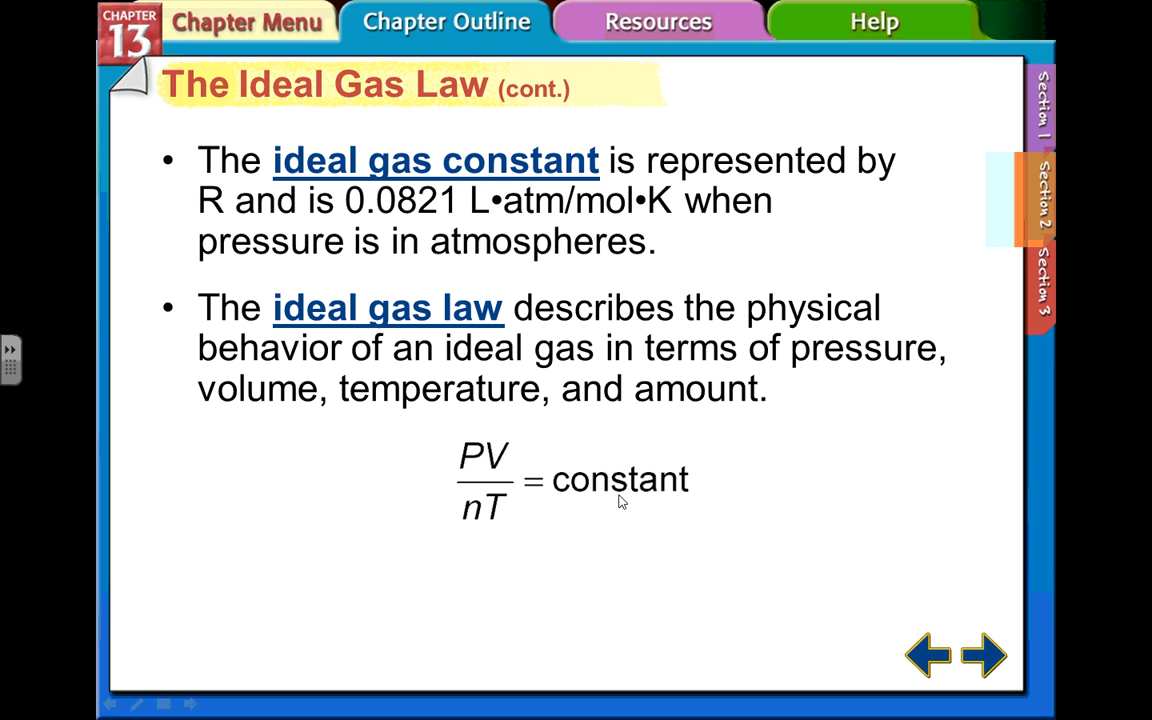 CHAPTER
13
Chapter Menu
Chapter Outline
Resources
Help
The Ideal Gas Law (cont.)
Section 1
Section 2
Section 3
• The ideal gas constant is represented by
R and is 0.0821 L•atm/mol•K when
pressure is in atmospheres.
• The ideal gas law describes the physical
behavior of an ideal gas in terms of pressure,
volume, temperature, and amount.
PV
nT
= constant